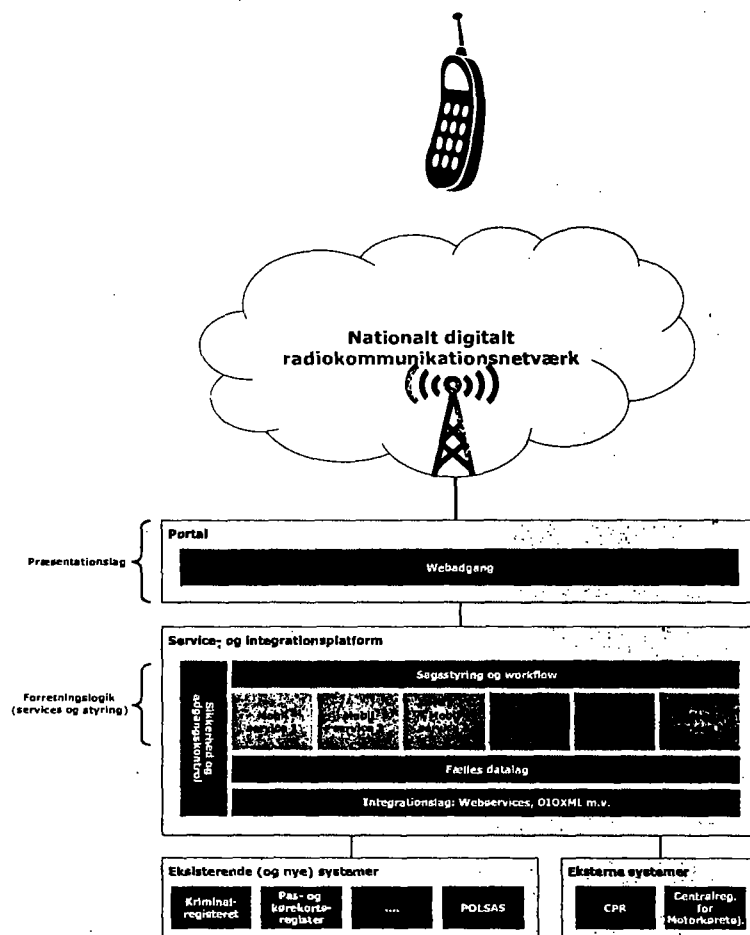 Nationalt digitalt
radiokommunikationsnetværk
Portal
Præsentationslag
Webadgang
Service- og integrationsplatform
Forretningslogik
(services og styring)
Sikkerhed og
adgangskontrol
Sagsstyring og workflow
Fælles datalag
Integrationslag: Webservices, OIOXML m.v.
Eksisterende (og nye) systemer
Kriminal-
registeret
Pas- og
kørekorts-
register
....
POLSAS
Eksterne systemer
CPR
Centralreg.
for
Motorkøretøj.